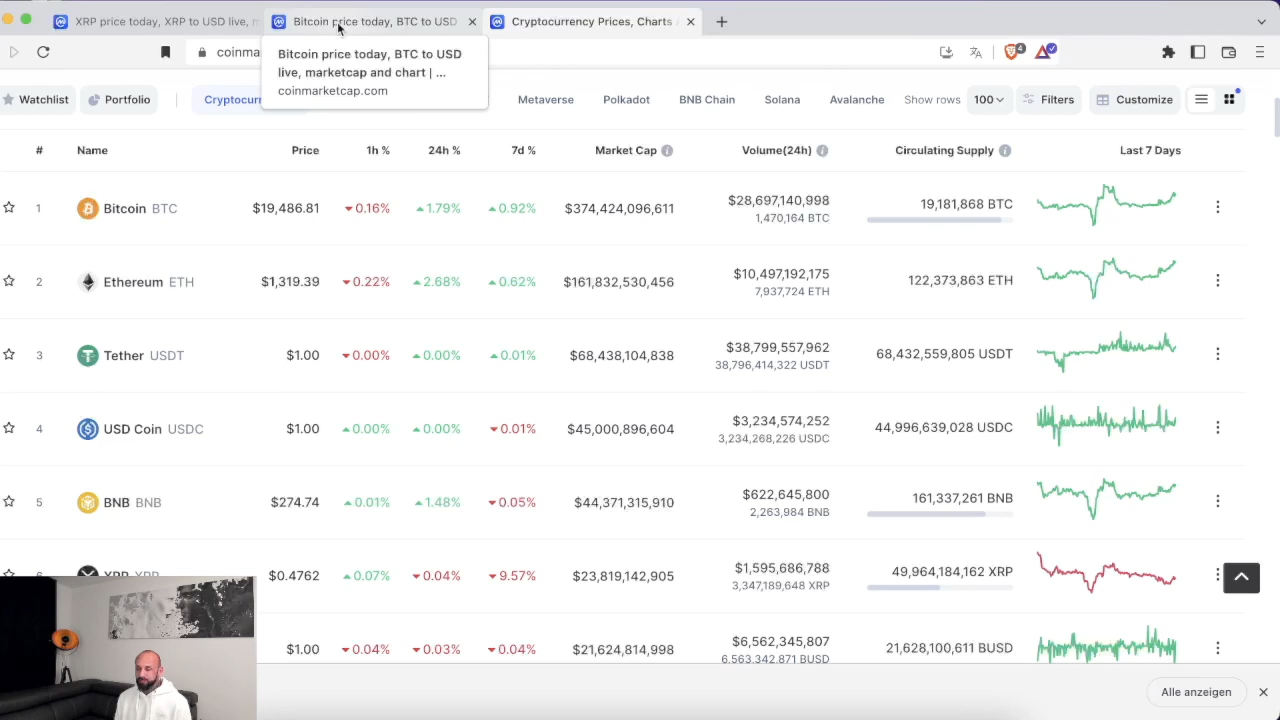 XRP price today, XRP to USD live, m
Bitcoin price today, BTC to USD
Cryptocurrency Prices, Charts
Bitcoin price today, BTC to USD
live, marketcap and chart | ...
coinmarketcap.com
coinma
4
Watchlist
Portfolio
Cryptocurr
Metaverse
Polkadot
BNB Chain
Solana
Avalanche
Show rows
100
Filters
Customize
# Name Price 1h % 24h % 7d % Market Cap Volume(24h) Circulating Supply Last 7 Days
1 Bitcoin BTC $19,486.81 0.16% 1.79% 0.92% $374,424,096,611 $28,697,140,998 19,181,868 BTC
1,470,164 BTC
2 Ethereum ETH $1,319.39 0.22% 2.68% 0.62% $161,832,530,456 $10,497,192,175 122,373,863 ETH
7,937,724 ETH
3 Tether USDT $1.00 0.00% 0.00% 0.01% $68,438,104,838 $38,799,557,962 68,432,559,805 USDT
38,796,414,322 USDT
4 USD Coin USDC $1.00 0.00% 0.00% 0.01% $45,000,896,604 $3,234,574,252 44,996,639,028 USDC
3,234,268,226 USDC
5 BNB BNB $274.74 0.01% 1.48% 0.05% $44,371,315,910 $622,645,800 161,337,261 BNB
2,263,984 BNB
XRP XRP $0.4762 0.07% 0.04% 9.57% $23,819,142,905 $1,595,686,788 49,964,184,162 XRP
3,347,189,648 XRP
$1.00 0.04% 0.03% 0.04% $21,624,814,998 $6,562,345,807 21,628,100,611 BUSD
6,563,342,871 BUSD
Alle anzeigen